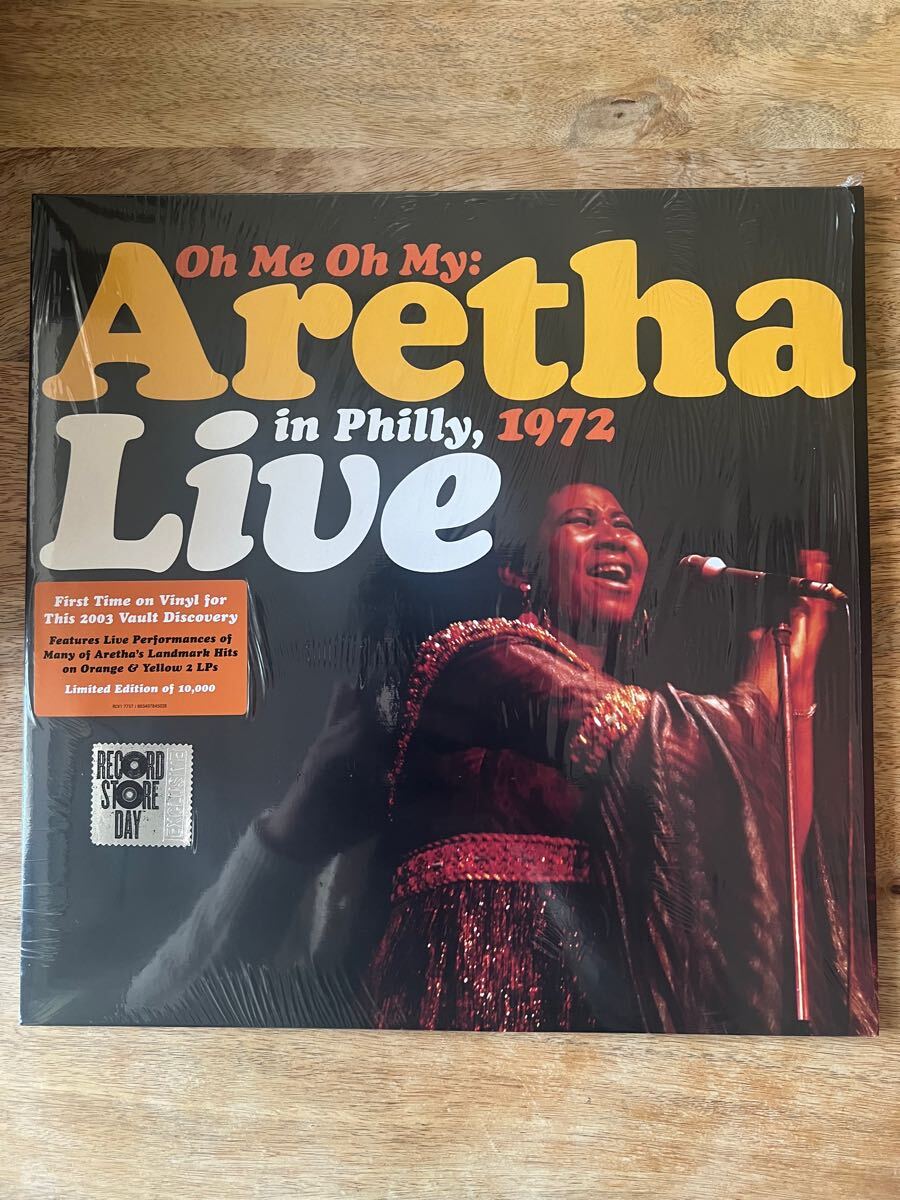 Oh Me Oh My:
Aretha
in Philly, 1972
Live
First Time on Vinyl for
This 2003 Vault Discovery
Features Live Performances of
Many of Aretha's Landmark Hits
on Orange & Yellow 2 LPs
Limited Edition of 10,000
RECORD
STORE
DAY
EXCLUSIVE